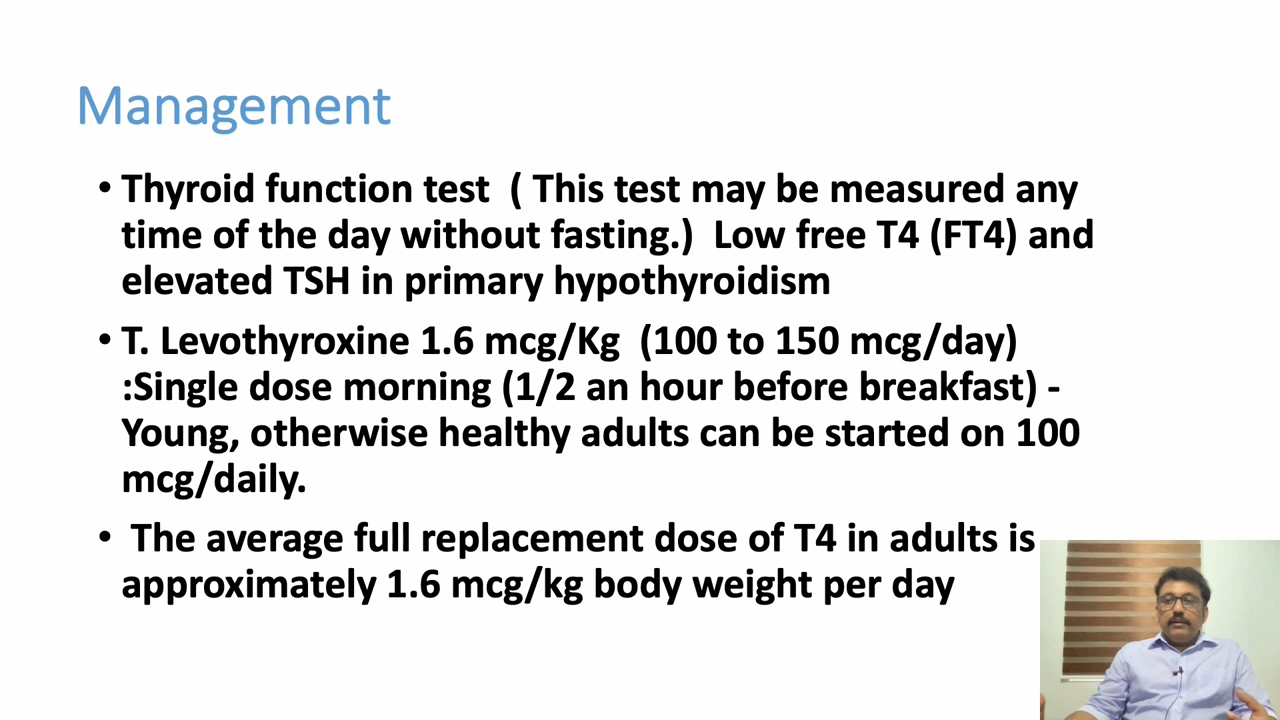 Management
• Thyroid function test  ( This test may be measured any
time of the day without fasting.)  Low free T4 (FT4) and
elevated TSH in primary hypothyroidism
• T. Levothyroxine 1.6 mcg/Kg  (100 to 150 mcg/day)
:Single dose morning (1/2 an hour before breakfast) -
Young, otherwise healthy adults can be started on 100
mcg/daily.
• The average full replacement dose of T4 in adults is
approximately 1.6 mcg/kg body weight per day